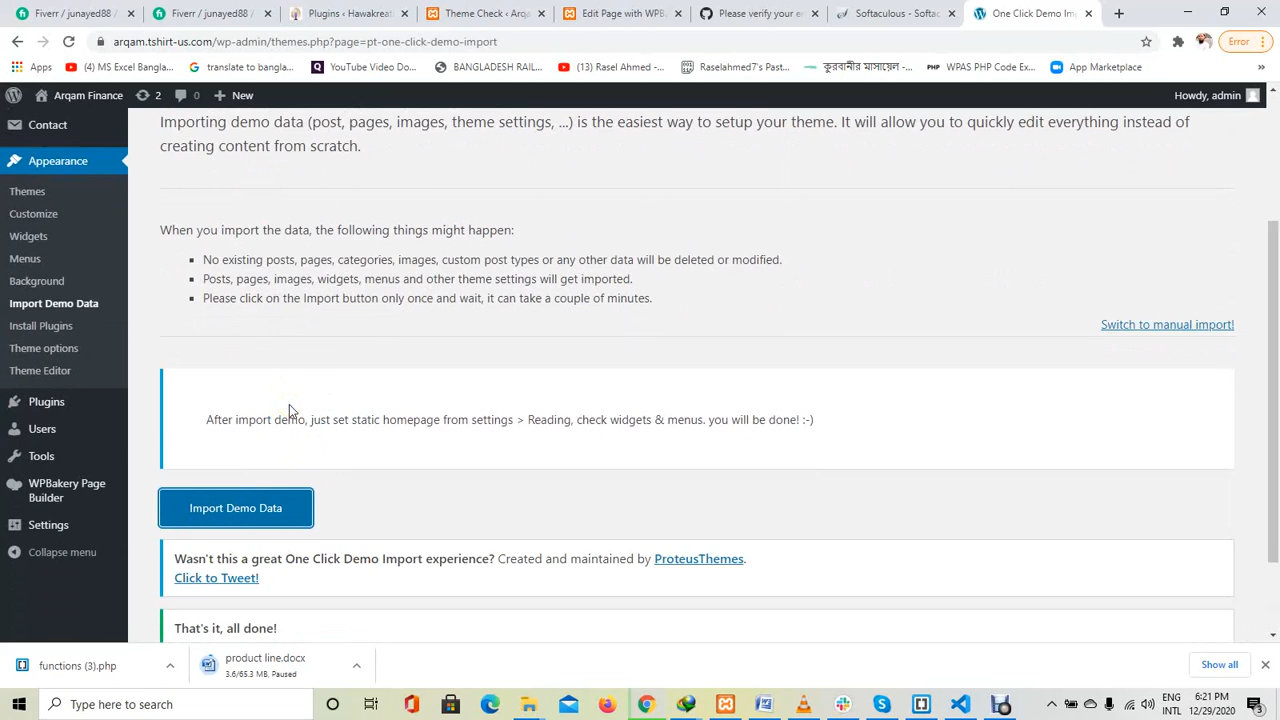 Fiverr / junayed88 /
Fiverr / junayed88 /
Plugins ‹ Hawakreat
Theme Check ‹ Arqa
Edit Page with WPB
Please verify your e
Softaculous - Softac
One Click Demo Im
arqam.tshirt-us.com/wp-admin/themes.php?page=pt-one-click-demo-import
Error
Apps
(4) MS Excel Bangl...
translate to bangla...
YouTube Video Do...
BANGLADESH RAIL...
(13) Rasel Ahmed -...
Raselahmed7's Past...
কুরবানীর মাসায়েল -...
PHP WPAS PHP Code Ex...
App Marketplace
»
Arqam Finance
2
0
New
Howdy, admin
Contact
Appearance
Themes
Customize
Widgets
Menus
Background
Import Demo Data
Install Plugins
Theme options
Theme Editor
Plugins
Users
Tools
WPBakery Page
Builder
Settings
Collapse menu
Importing demo data (post, pages, images, theme settings, ...) is the easiest way to setup your theme. It will allow you to quickly edit everything instead of
creating content from scratch.
When you import the data, the following things might happen:
No existing posts, pages, categories, images, custom post types or any other data will be deleted or modified.
Posts, pages, images, widgets, menus and other theme settings will get imported.
Please click on the Import button only once and wait, it can take a couple of minutes.
Switch to manual import!
After import demo, just set static homepage from settings > Reading, check widgets & menus. you will be done! :-)
Import Demo Data
Wasn't this a great One Click Demo Import experience? Created and maintained by ProteusThemes.
Click to Tweet!
That's it, all done!
functions (3).php
product line.docx
3.6/65.3 MB, Paused
Show all
Type here to search
ENG
INTL
6:21 PM
12/29/2020
3